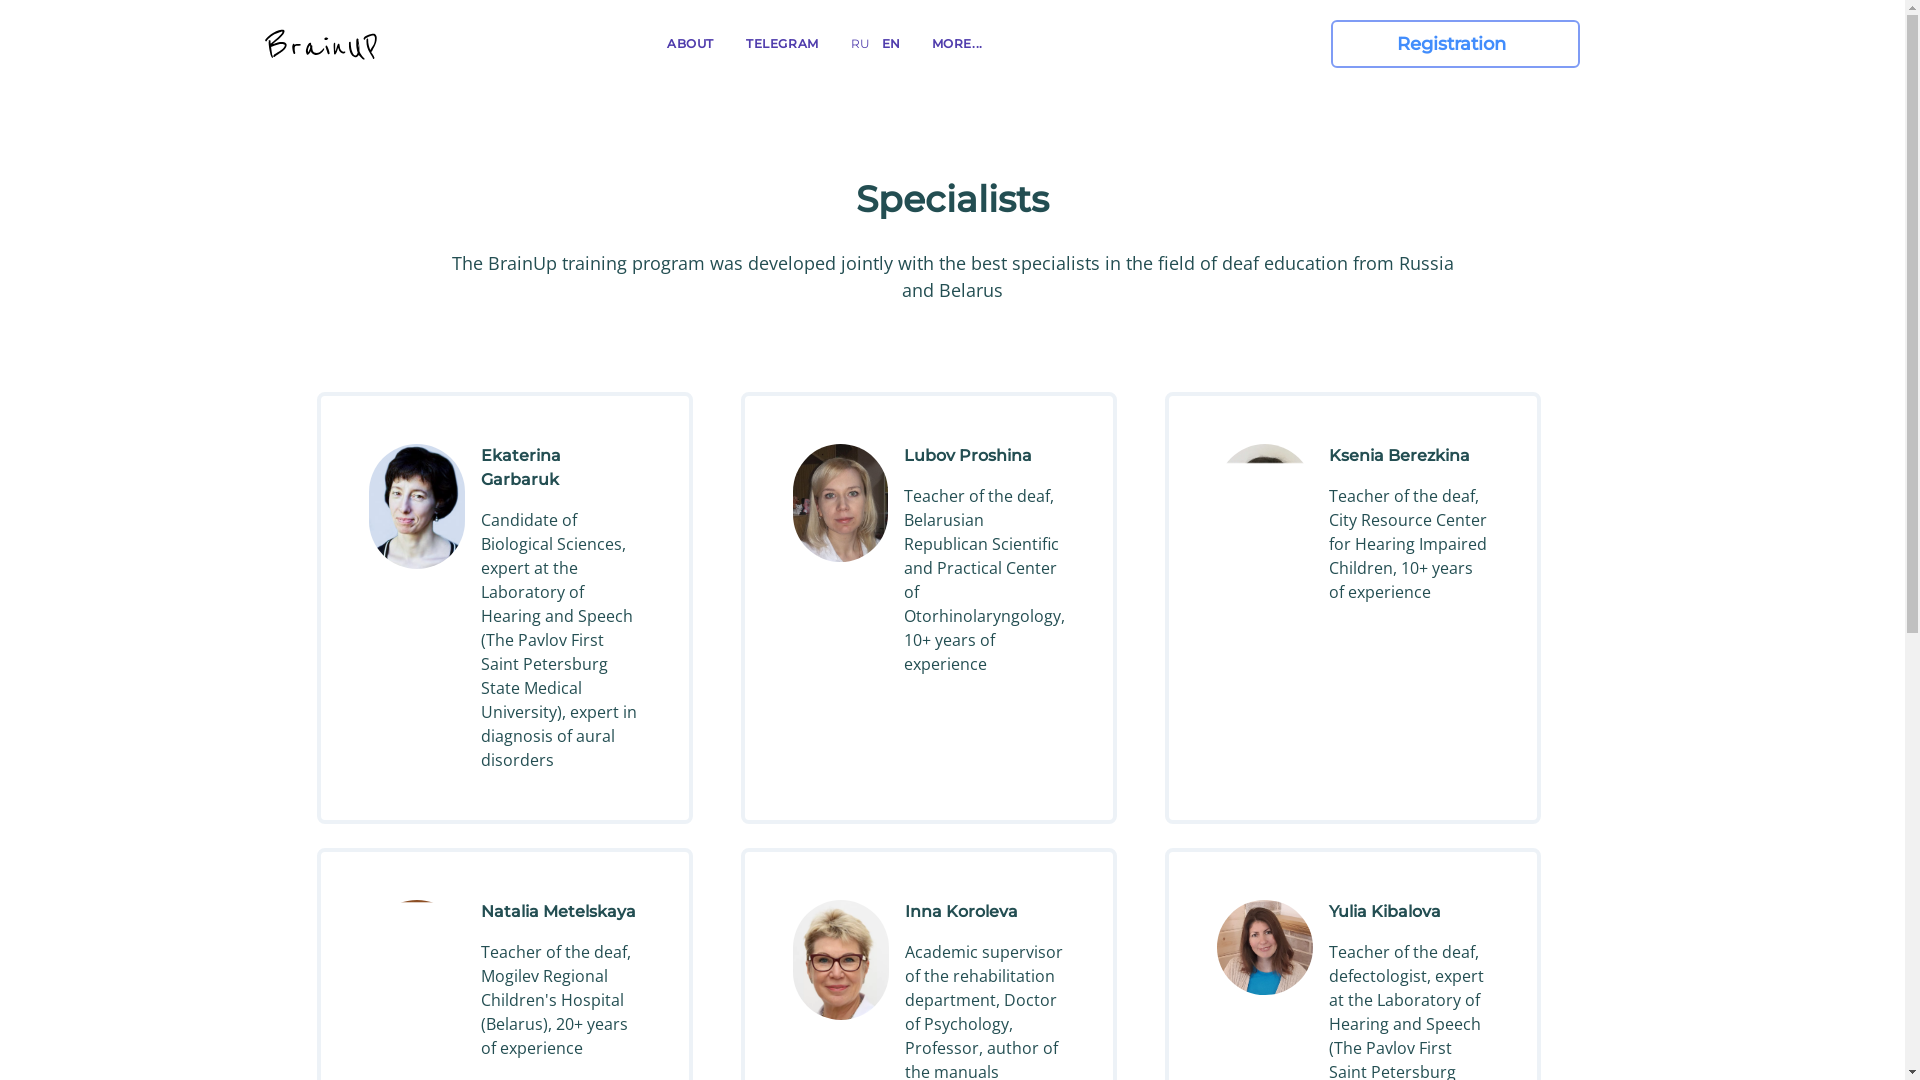 BrainUP
ABOUT
TELEGRAM
RU
EN
MORE...
Registration
Specialists
The BrainUp training program was developed jointly with the best specialists in the field of deaf education from Russia
and Belarus
Ekaterina
Garbaruk
Candidate of
Biological Sciences,
expert at the
Laboratory of
Hearing and Speech
(The Pavlov First
Saint Petersburg
State Medical
University), expert in
diagnosis of aural
disorders
Lubov Proshina
Teacher of the deaf,
Belarusian
Republican Scientific
and Practical Center
of
Otorhinolaryngology,
10+ years of
experience
Ksenia Berezkina
Teacher of the deaf,
City Resource Center
for Hearing Impaired
Children, 10+ years
of experience
Natalia Metelskaya
Teacher of the deaf,
Mogilev Regional
Children's Hospital
(Belarus), 20+ years
of experience
Inna Koroleva
Academic supervisor
of the rehabilitation
department, Doctor
of Psychology,
Professor, author of
the manuals
Yulia Kibalova
Teacher of the deaf,
defectologist, expert
at the Laboratory of
Hearing and Speech
(The Pavlov First
Saint Petersburg